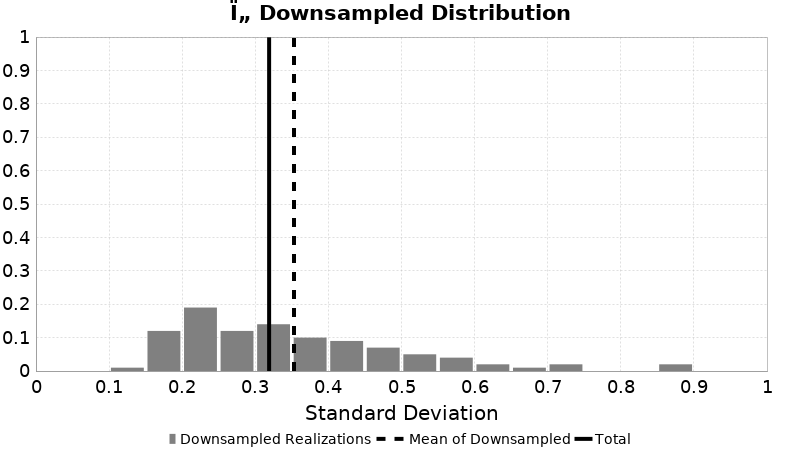 Ï„ Downsampled Distribution
1
0.9
0.8
0.7
0.6
0.5
0.4
0.3
0.2
0.1
0
0 0.1 0.2 0.3 0.4 0.5 0.6 0.7 0.8 0.9 1
Standard Deviation
Downsampled Realizations Mean of Downsampled Total